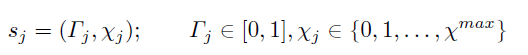 s_j = (Γ_j, χ_j);   Γ_j ∈ [0, 1], χ_j ∈ {0, 1, . . . , χ^{max}}